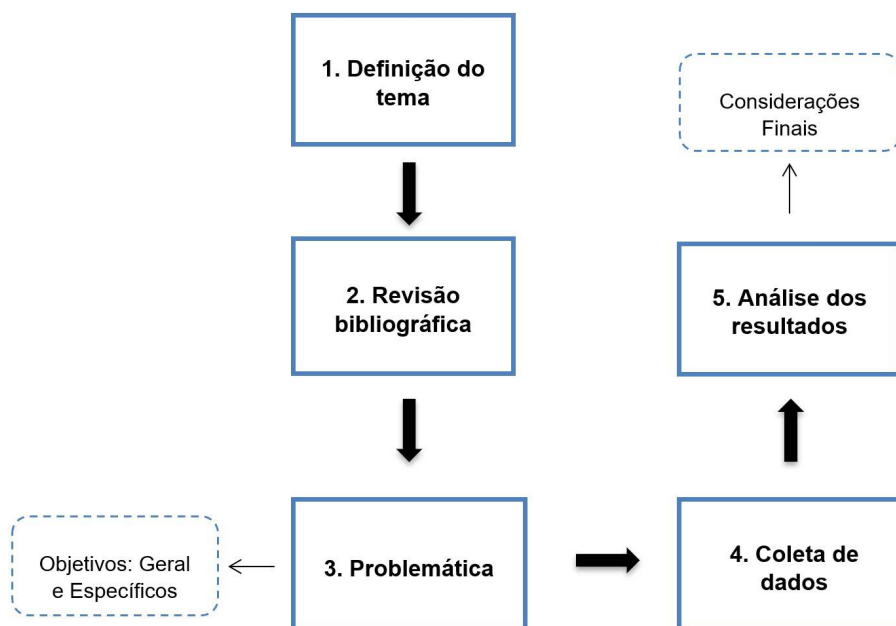 1. Definição do
tema
2. Revisão
bibliográfica
3. Problemática
Objetivos: Geral
e Específicos
4. Coleta de
dados
5. Análise dos
resultados
Considerações
Finais